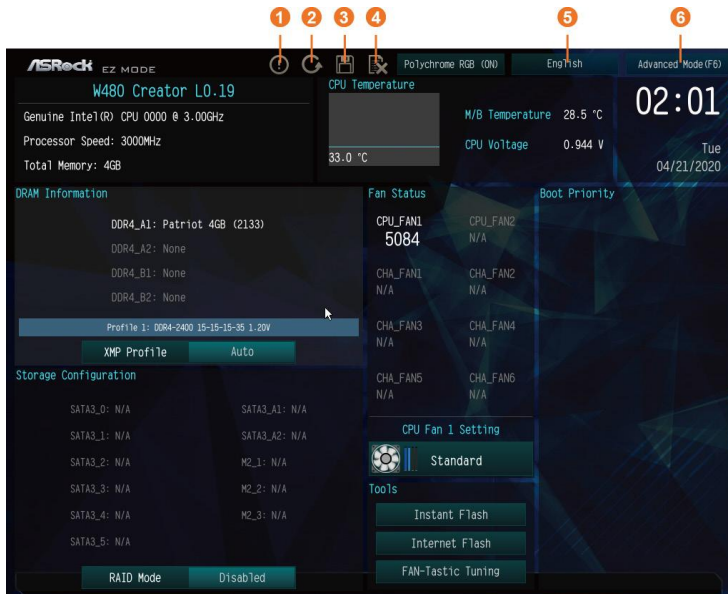 1 2 3 4 5 6
ASRock EZ MODE
Polychrome RGB (ON)
English
Advanced Mode(F6)
W480 Creator L0.19
Genuine Intel(R) CPU 0000 @ 3.00GHz
Processor Speed: 3000MHz
Total Memory: 4GB
CPU Temperature
33.0 °C
M/B Temperature 28.5 °C
CPU Voltage 0.944 V
02:01
Tue
04/21/2020
DRAM Information
DDR4_A1: Patriot 4GB (2133)
DDR4_A2: None
DDR4_B1: None
DDR4_B2: None
Profile 1: DDR4-2400 15-15-15-35 1.20V
XMP Profile Auto
Storage Configuration
SATA3_0: N/A SATA3_A1: N/A
SATA3_1: N/A SATA3_A2: N/A
SATA3_2: N/A M2_1: N/A
SATA3_3: N/A M2_2: N/A
SATA3_4: N/A M2_3: N/A
SATA3_5: N/A
RAID Mode Disabled
Fan Status
CPU_FAN1 CPU_FAN2
5084 N/A
CHA_FAN1 CHA_FAN2
N/A N/A
CHA_FAN3 CHA_FAN4
N/A N/A
CHA_FAN5 CHA_FAN6
N/A N/A
CPU Fan 1 Setting
Standard
Tools
Instant Flash
Internet Flash
FAN-Tastic Tuning
Boot Priority